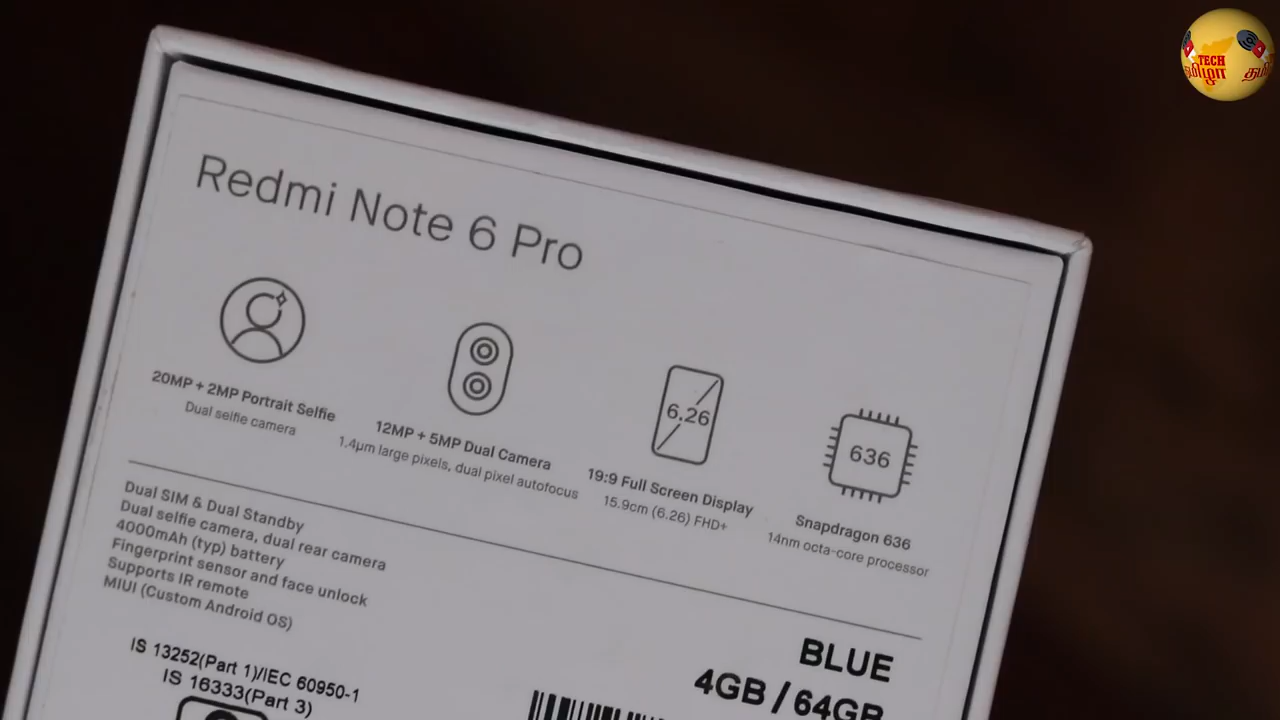 TECH
தமிழா
Redmi Note 6 Pro
20MP + 2MP Portrait Selfie
Dual selfie camera
12MP + 5MP Dual Camera
1.4µm large pixels, dual pixel autofocus
6.26
19:9 Full Screen Display
15.9cm (6.26) FHD+
636
Snapdragon 636
14nm octa-core processor
Dual SIM & Dual Standby
Dual selfie camera, dual rear camera
4000mAh (typ) battery
Fingerprint sensor and face unlock
Supports IR remote
MIUI (Custom Android OS)
IS 13252(Part 1)/IEC 60950-1
IS 16333(Part 3)
BLUE
4GB / 64GB